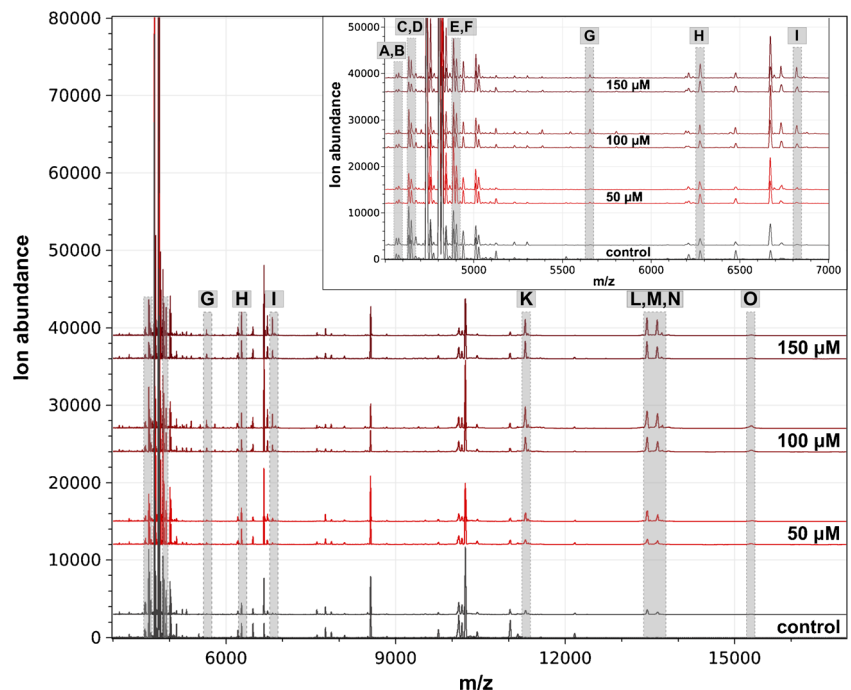 50000
C,D
E,F
A,B
G
H
I
40000
150 μM
30000
100 μM
20000
50 μM
10000
control
0
5000
5500
6000
6500
7000
m/z
Ion abundance
80000
70000
60000
50000
G
H
I
K
L,M,N
O
40000
150 μM
30000
100 μM
20000
50 μM
10000
control
0
6000
9000
12000
15000
m/z
Ion abundance